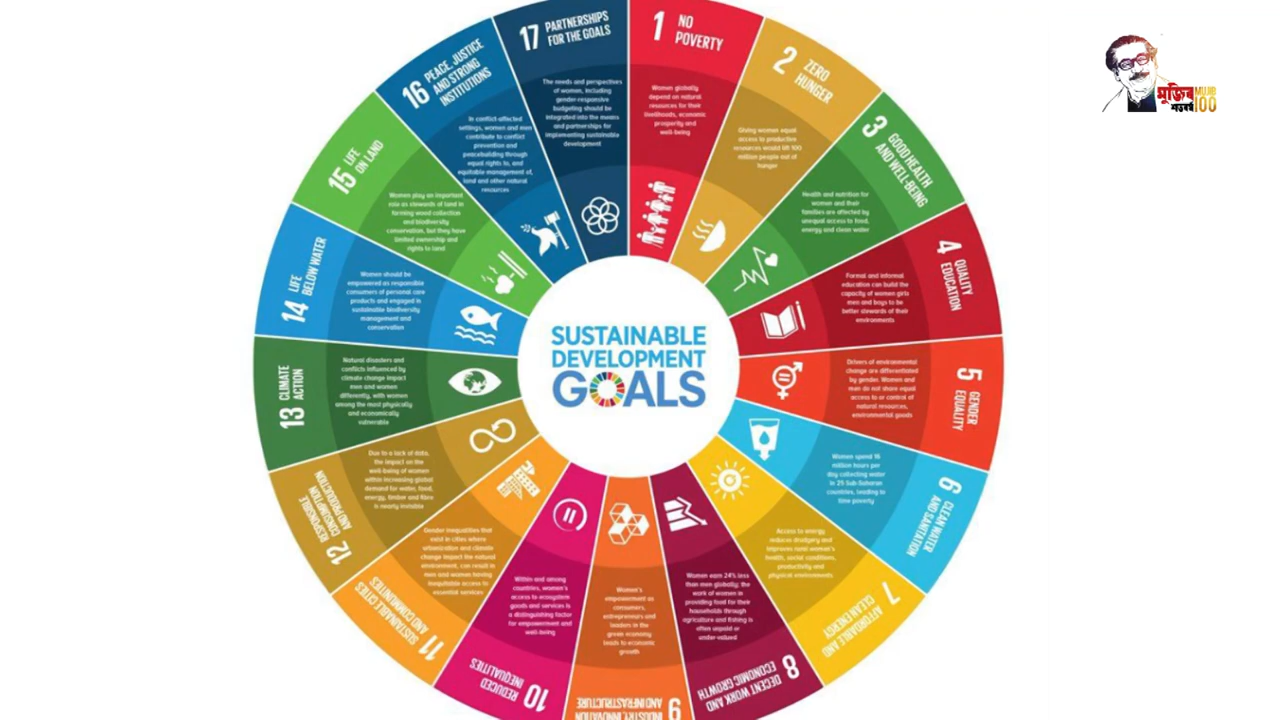 1 NO
POVERTY
Women globally
depend on natural
resources for their
livelihoods, economic
prosperity and
well-being
2 ZERO
HUNGER
Giving women equal
access to productive
resources would lift 100
million people out of
hunger
3 GOOD HEALTH
AND WELL-BEING
Health and nutrition for
women and their
families are affected by
unequal access to food,
energy and clean water
4 QUALITY
EDUCATION
Formal and informal
education can build the
capacity of women girls
men and boys to be
better stewards of their
environments
5 GENDER
EQUALITY
Drivers of environmental
change are differentiated
by gender. Women and
men do not share equal
access to or control of
natural resources,
environmental goods
6 CLEAN WATER
AND SANITATION
Women spend 16
million hours per
day collecting water
in 25 Sub-Saharan
countries, leading to
time poverty
7 AFFORDABLE AND
CLEAN ENERGY
Access to energy
reduces drudgery and
improves rural women's
health, social conditions,
productivity and
physical environments
8 DECENT WORK AND
ECONOMIC GROWTH
Women earn 24% less
than men globally; the
work of women in
providing food for their
households through
agriculture and fishing is
often unpaid or
under-valued
9 INDUSTRY, INNOVATION
AND INFRASTRUCTURE
Women's
empowerment as
consumers,
entrepreneurs and
leaders in the
green economy
leads to economic
growth
10 REDUCED
INEQUALITIES
Within and among
countries, women's
access to ecosystem
goods and services is
a distinguishing factor
for empowerment and
well-being
11 SUSTAINABLE CITIES
AND COMMUNITIES
Gender inequalities that
exist in cities where
urbanization and climate
change impact the natural
environment, can result in
men and women having
inequitable access to
essential services
12 RESPONSIBLE
CONSUMPTION
AND PRODUCTION
Due to a lack of data,
the impact on the
well-being of women
within increasing global
demand for water, food,
energy, timber and fibre
is nearly invisible
13 CLIMATE
ACTION
Natural disasters and
conflicts influenced by
climate change impact
men and women
differently, with women
among the most physically
and economically
vulnerable
14 LIFE
BELOW WATER
Women should be
empowered as responsible
consumers of personal care
products and engaged in
sustainable biodiversity
management and
conservation
15 LIFE
ON LAND
Women play an important
role as stewards of land in
farming wood collection
and biodiversity
conservation, but they have
limited ownership and
rights to land
16 PEACE, JUSTICE
AND STRONG
INSTITUTIONS
In conflict-affected
settings, women and men
contribute to conflict
prevention and
peacebuilding through
equal rights to, and
equitable management of,
land and other natural
resources
17 PARTNERSHIPS
FOR THE GOALS
The needs and perspectives
of women, including
gender-responsive
budgeting should be
integrated into the means
and partnerships for
implementing sustainable
development
SUSTAINABLE
DEVELOPMENT
GOALS
মুজিব MUJIB
শতবর্ষ 100